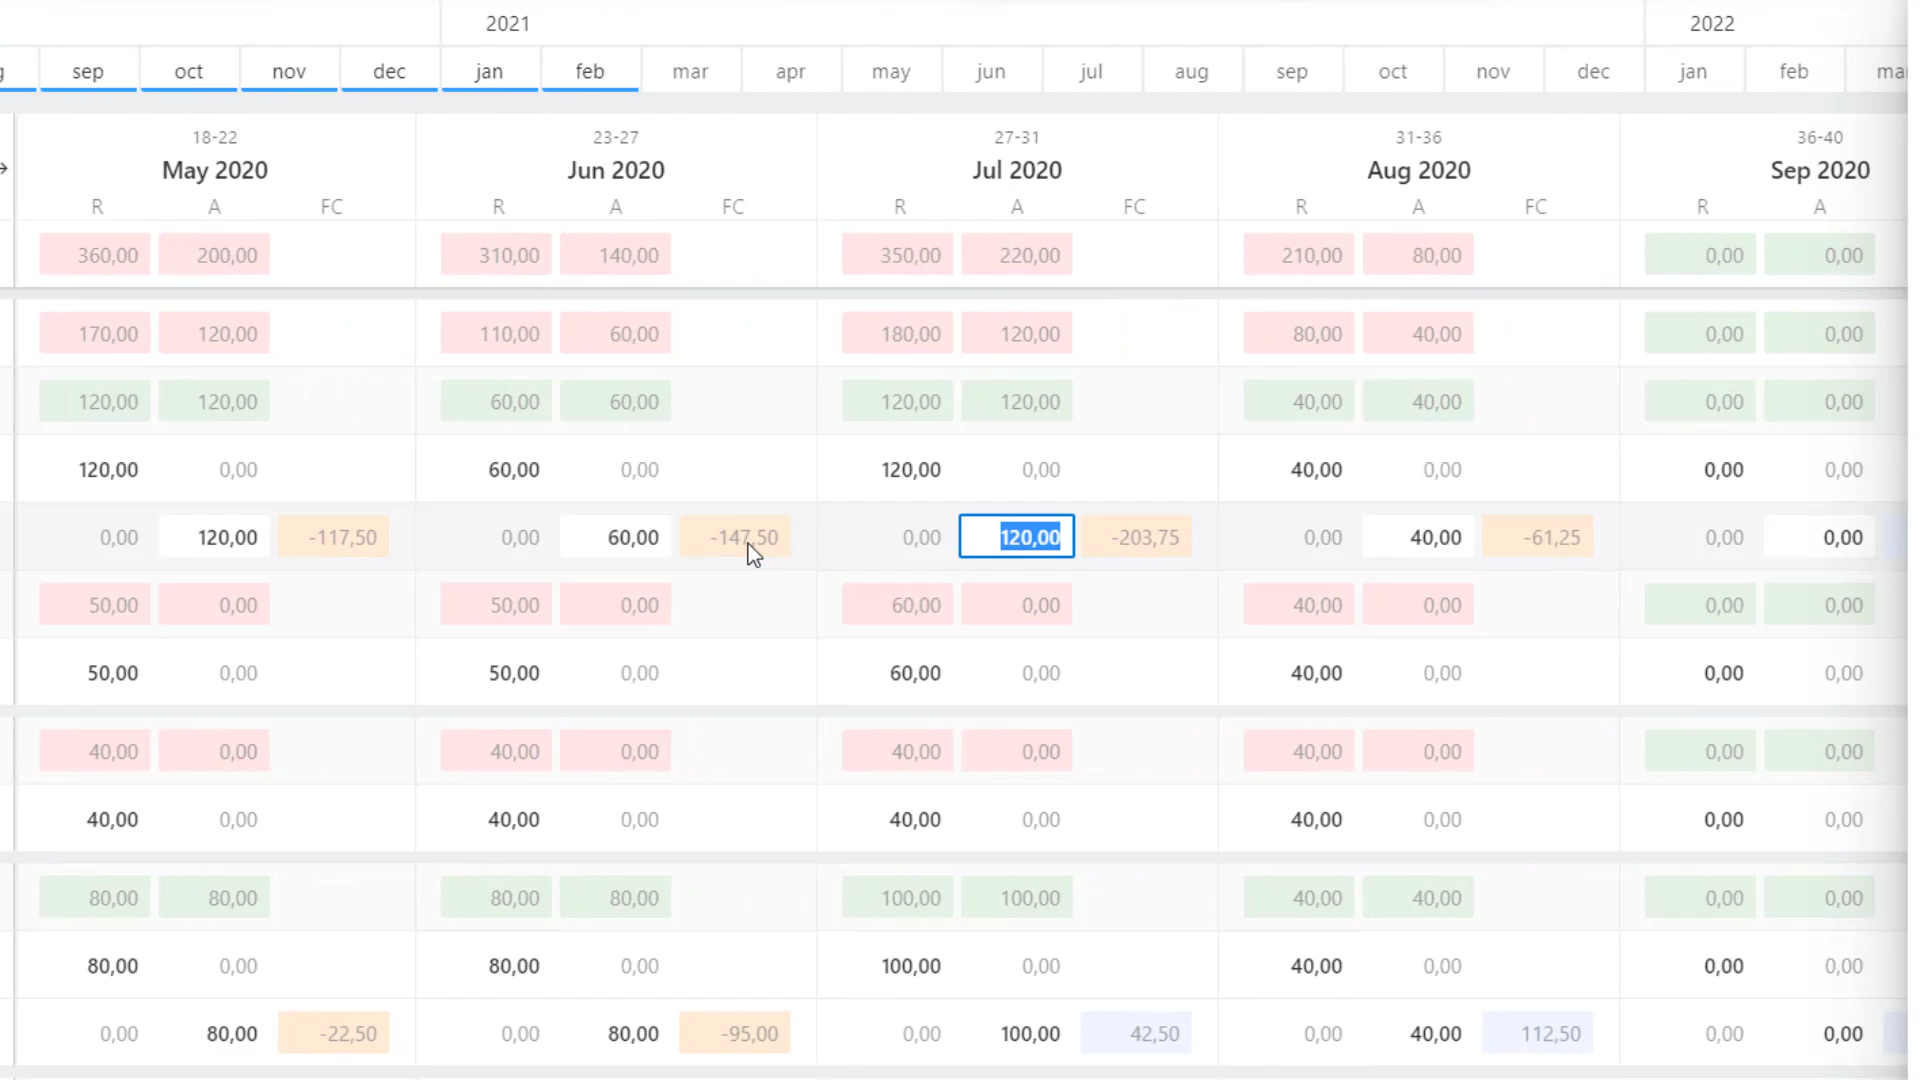 2021 2022
sep oct nov dec jan feb mar apr may jun jul aug sep oct nov dec jan feb
18-22 23-27 27-31 31-36 36-40
May 2020 Jun 2020 Jul 2020 Aug 2020 Sep 2020
R A FC R A FC R A FC R A FC R A
360,00 200,00 310,00 140,00 350,00 220,00 210,00 80,00 0,00 0,00
170,00 120,00 110,00 60,00 180,00 120,00 80,00 40,00 0,00 0,00
120,00 120,00 60,00 60,00 120,00 120,00 40,00 40,00 0,00 0,00
120,00 0,00 60,00 0,00 120,00 0,00 40,00 0,00 0,00 0,00
0,00 120,00 -117,50 0,00 60,00 -147,50 0,00 120,00 -203,75 0,00 40,00 -61,25 0,00 0,00
50,00 0,00 50,00 0,00 60,00 0,00 40,00 0,00 0,00 0,00
50,00 0,00 50,00 0,00 60,00 0,00 40,00 0,00 0,00 0,00
40,00 0,00 40,00 0,00 40,00 0,00 40,00 0,00 0,00 0,00
40,00 0,00 40,00 0,00 40,00 0,00 40,00 0,00 0,00 0,00
80,00 80,00 80,00 80,00 100,00 100,00 40,00 40,00 0,00 0,00
80,00 0,00 80,00 0,00 100,00 0,00 40,00 0,00 0,00 0,00
0,00 80,00 -22,50 0,00 80,00 -95,00 0,00 100,00 42,50 0,00 40,00 112,50 0,00 0,00